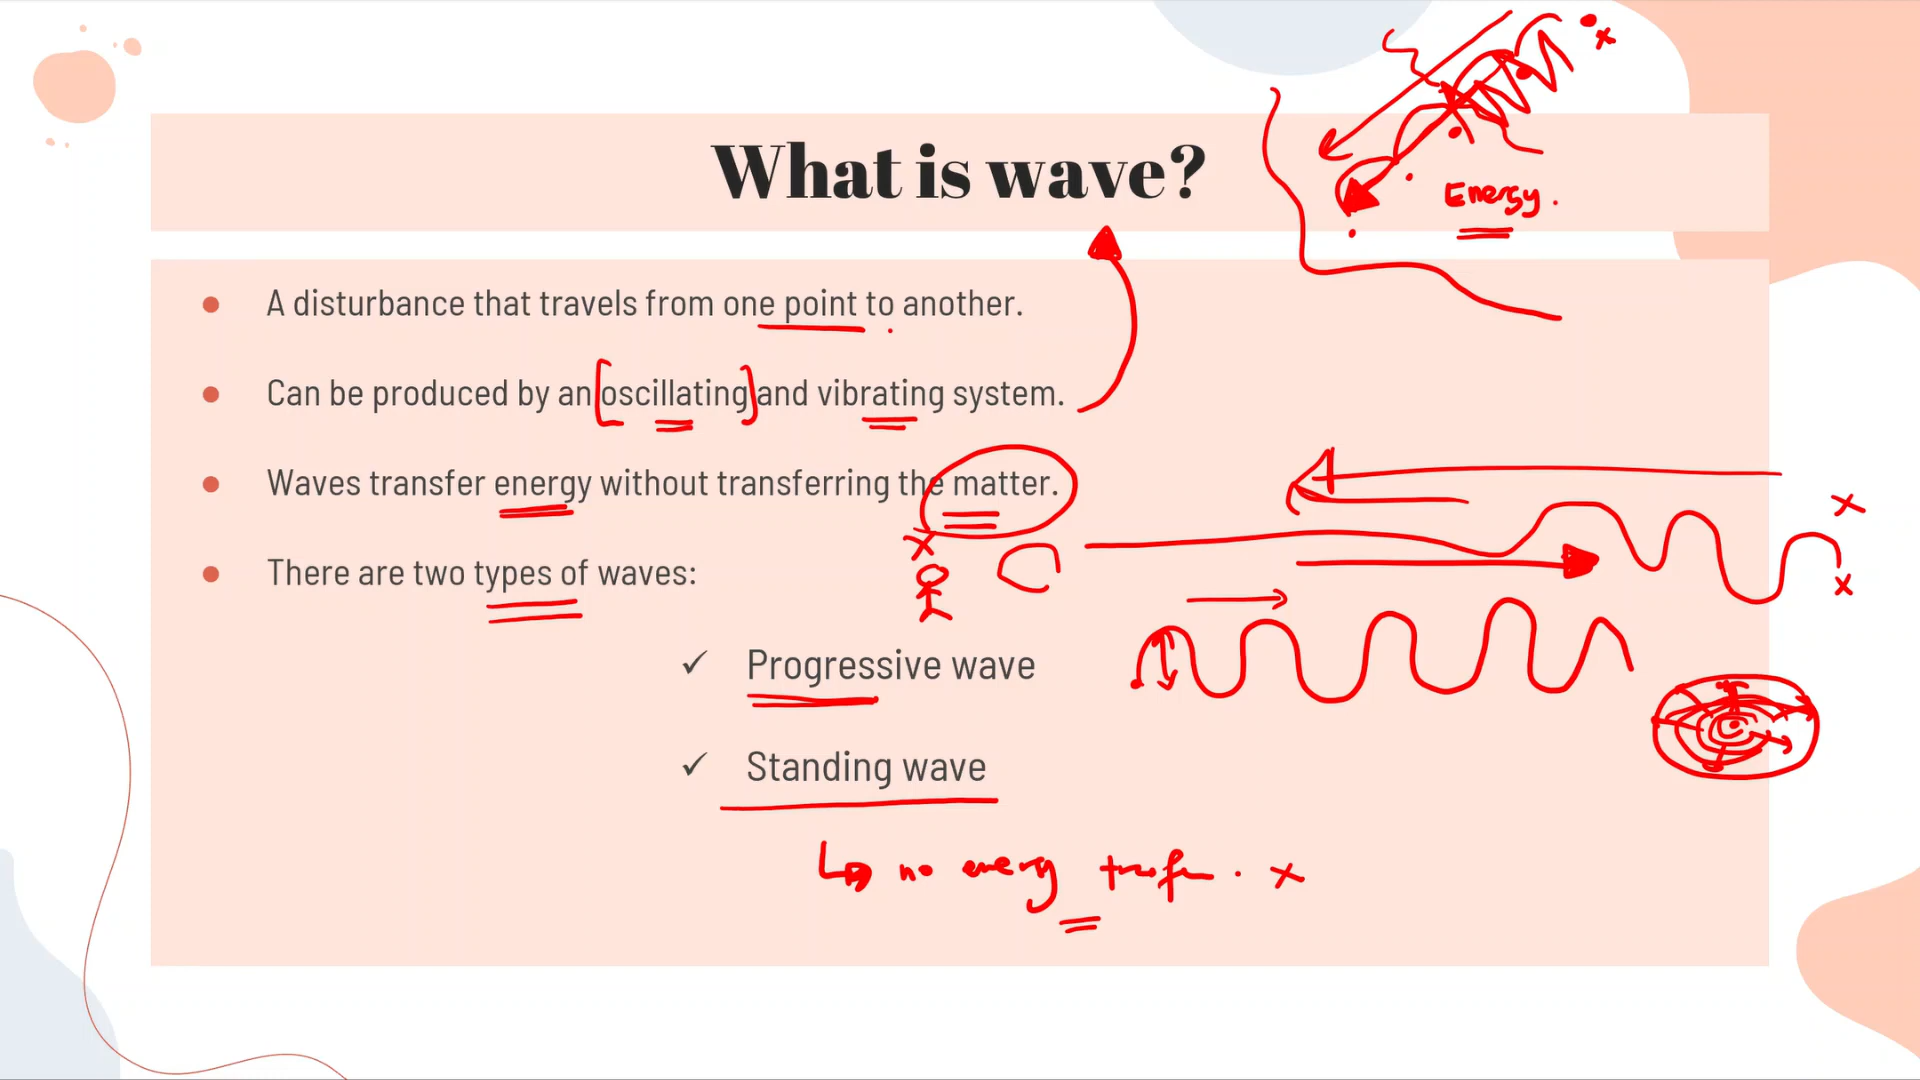 What is wave?
Energy.
A disturbance that travels from one point to another.
Can be produced by an [oscillating] and vibrating system.
Waves transfer energy without transferring the matter.
There are two types of waves:
✓ Progressive wave
✓ Standing wave
no energy